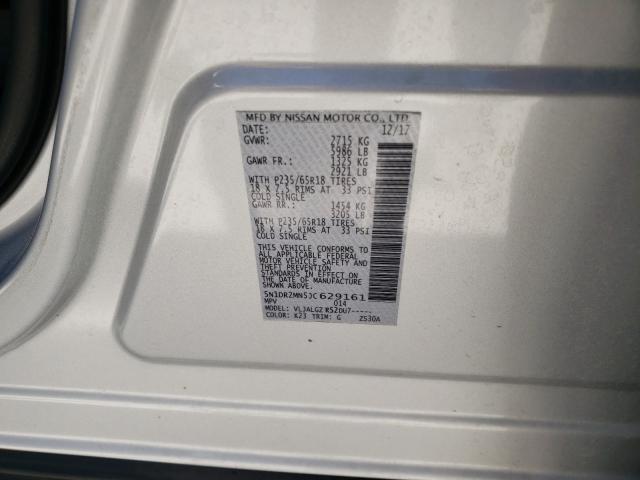 MFD BY NISSAN MOTOR CO., LTD
DATE: 12/17
GVWR: 2715 KG
5986 LB
GAWR FR.: 1325 KG
2921 LB
WITH P235/65R18 TIRES
18 X 7.5 RIMS AT 33 PSI
COLD SINGLE
GAWR RR.: 1454 KG
3205 LB
WITH P235/65R18 TIRES
18 X 7.5 RIMS AT 33 PSI
COLD SINGLE
THIS VEHICLE CONFORMS TO
ALL APPLICABLE FEDERAL
MOTOR VEHICLE SAFETY AND
STANDARDS IN EFFECT ON
THE DATE OF MANUFACTURE
SHOWN ABOVE.
5N1DR2MN5JC629161
MPV 014
MODEL: VLJALGZ K52DU7-----
COLOR: K23 TRIM: G 2S30A